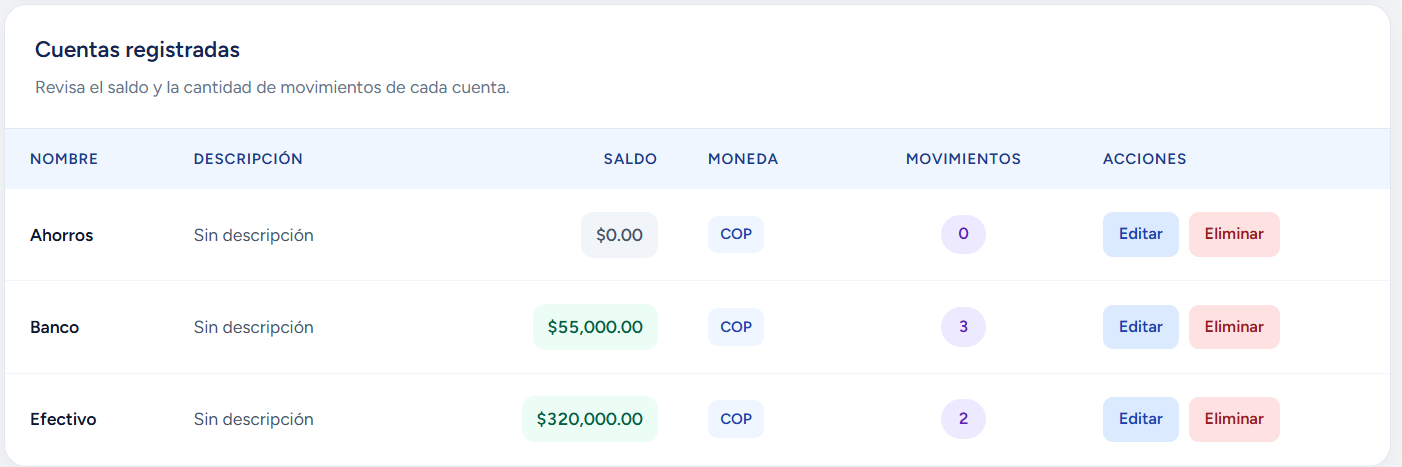 Cuentas registradas
Revisa el saldo y la cantidad de movimientos de cada cuenta.
NOMBRE DESCRIPCIÓN SALDO MONEDA MOVIMIENTOS ACCIONES
Ahorros Sin descripción $0.00 COP 0 Editar Eliminar
Banco Sin descripción $55,000.00 COP 3 Editar Eliminar
Efectivo Sin descripción $320,000.00 COP 2 Editar Eliminar